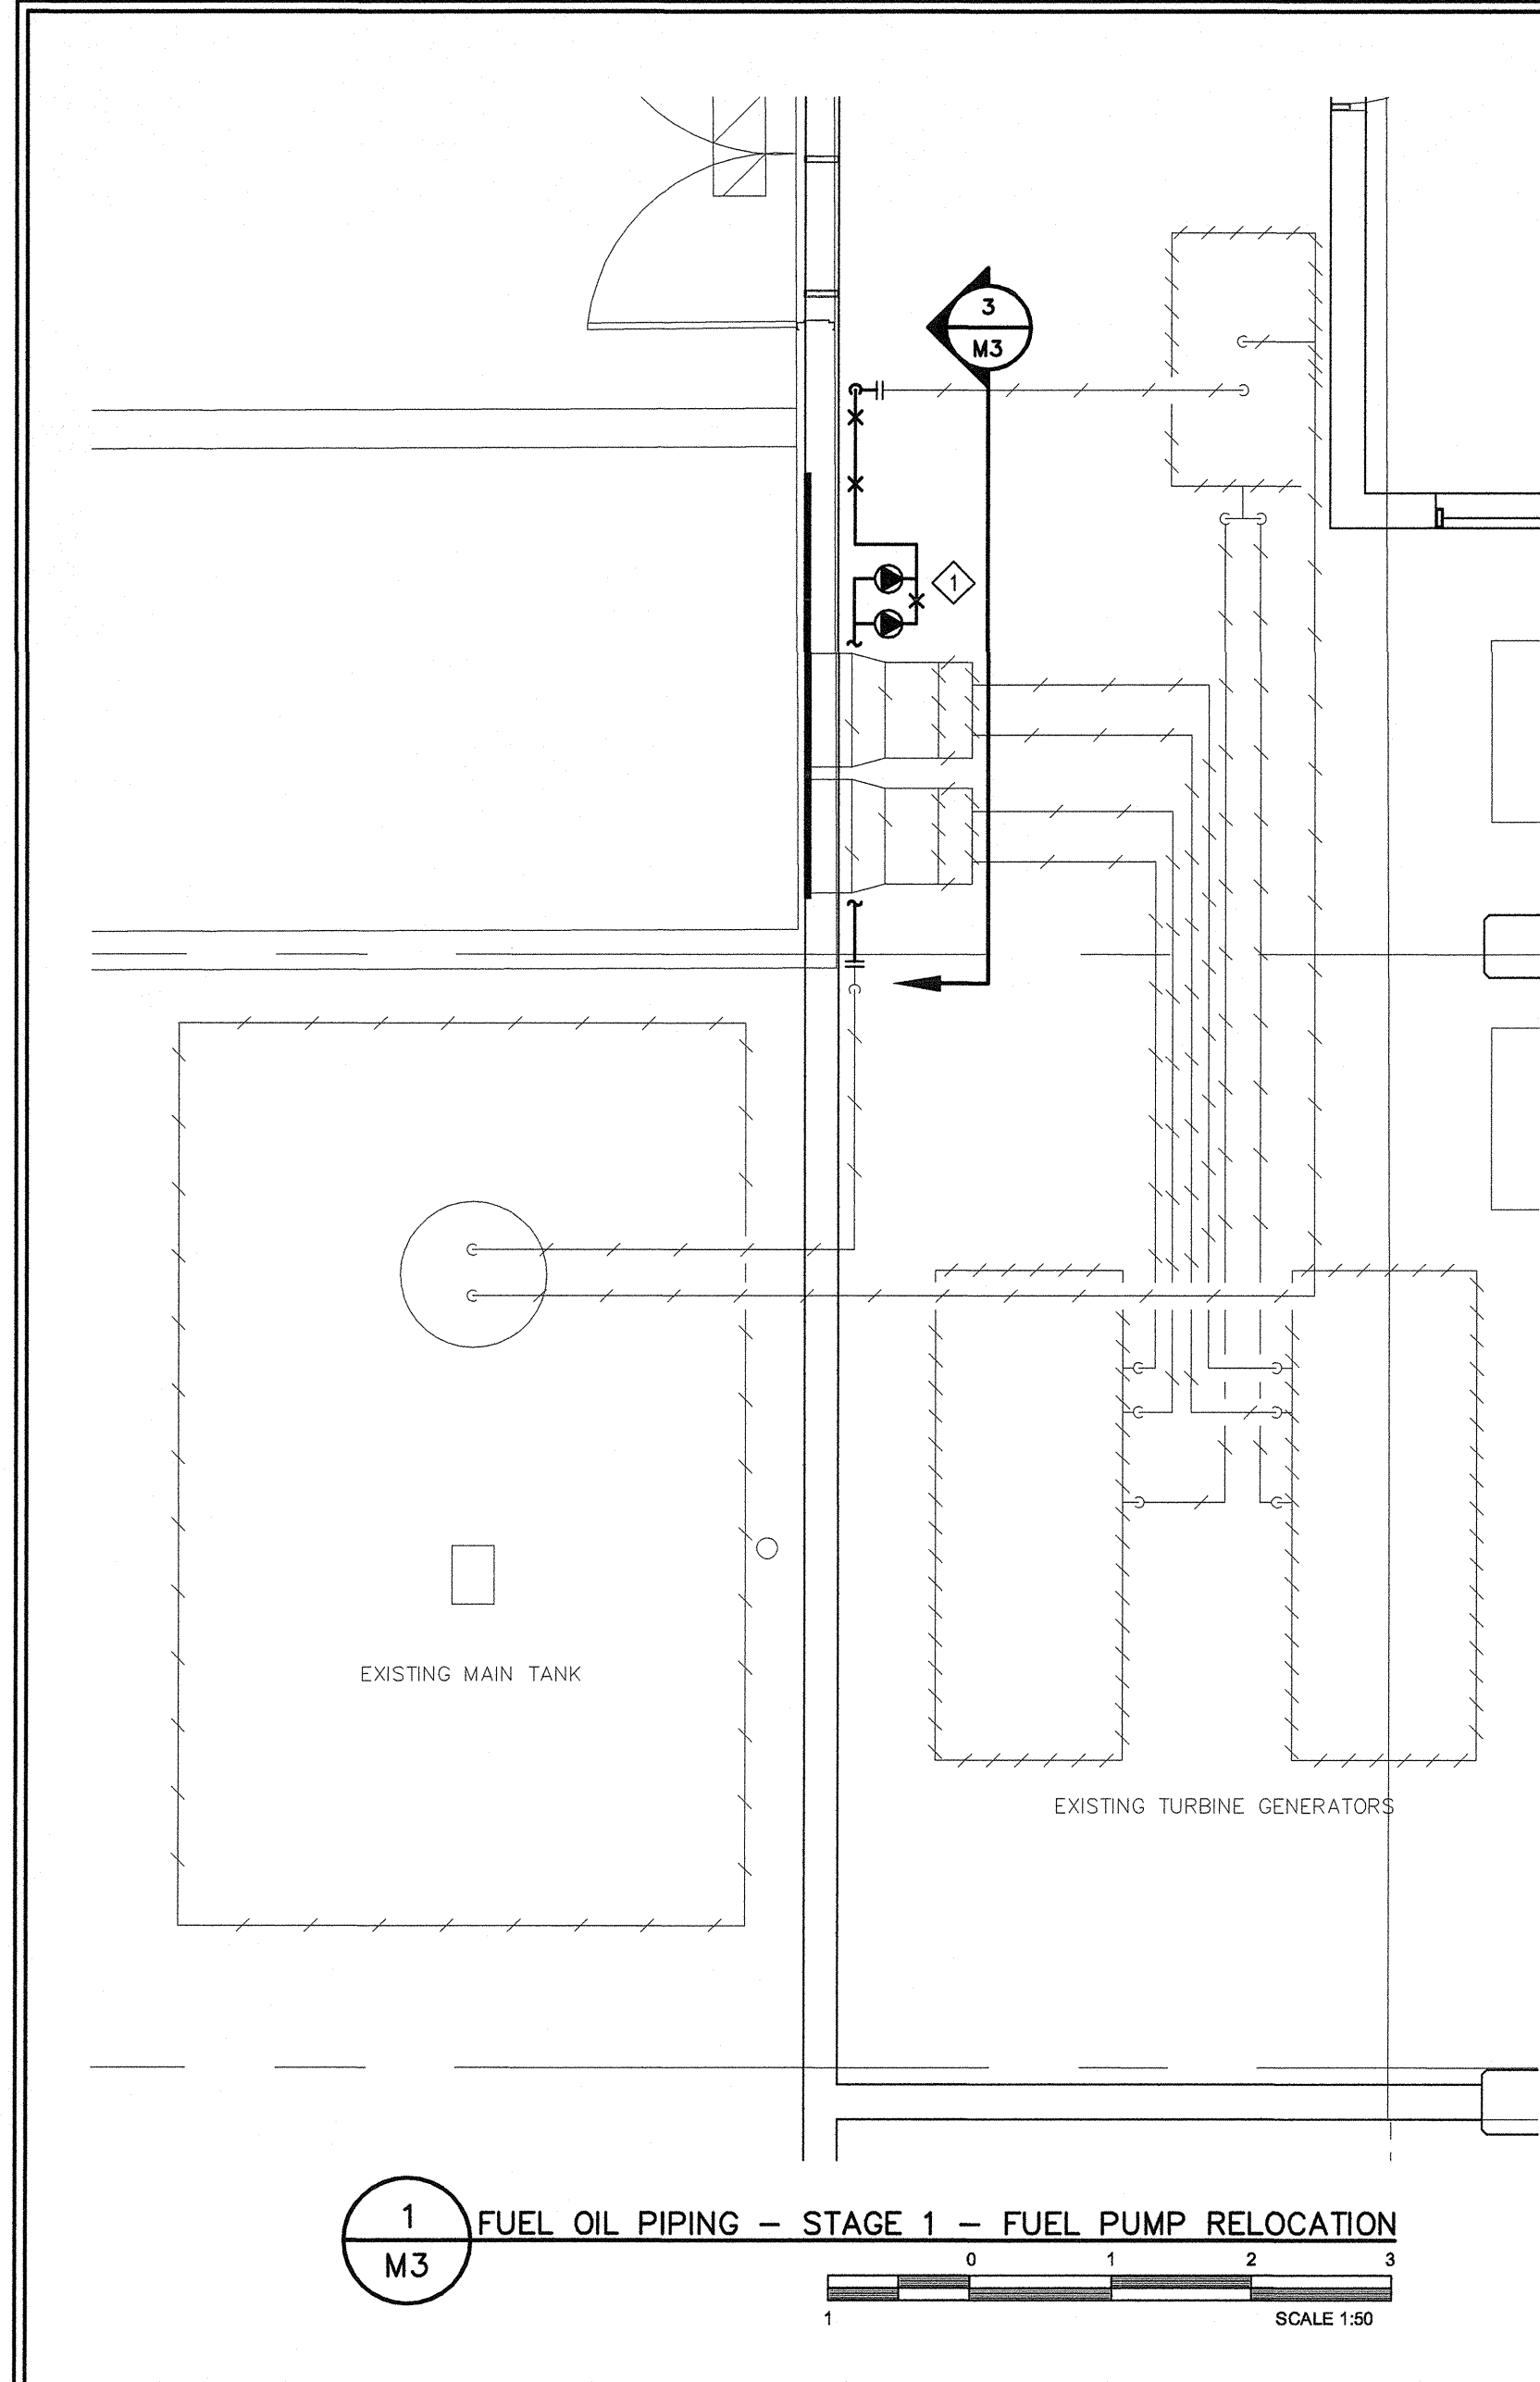 3
M3
1
EXISTING MAIN TANK
EXISTING TURBINE GENERATORS
1
M3
FUEL OIL PIPING - STAGE 1 - FUEL PUMP RELOCATION
0 1 2 3
1
SCALE 1:50